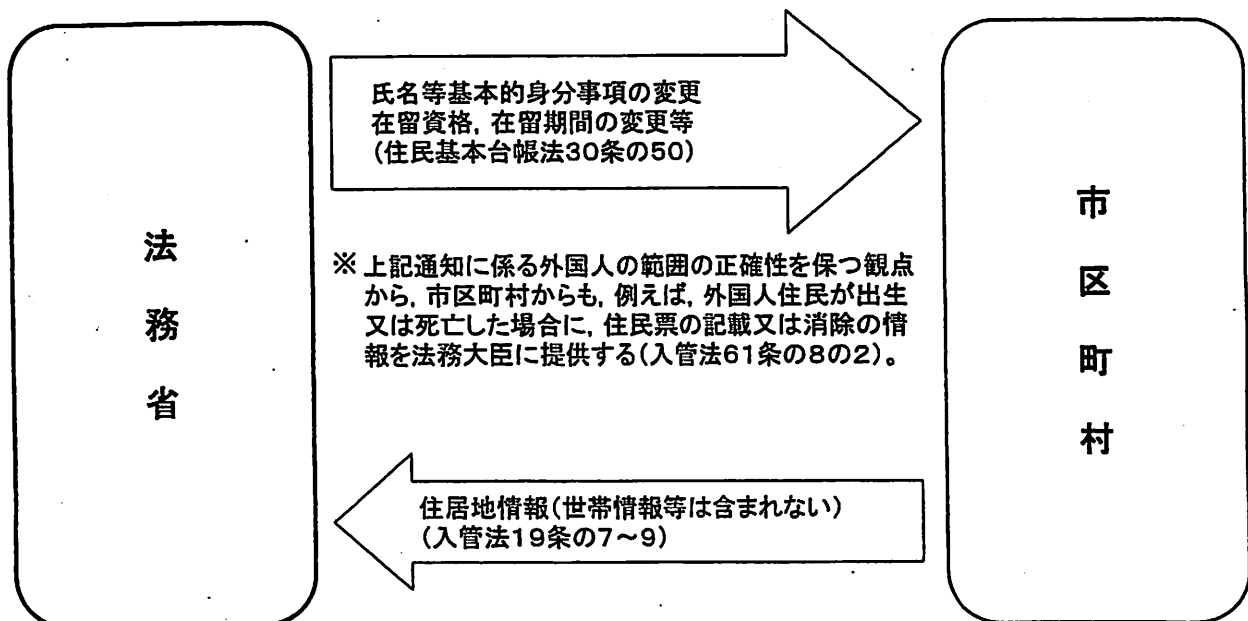 法務省
氏名等基本的身分事項の変更
在留資格，在留期間の変更等
（住民基本台帳法30条の50）
※ 上記通知に係る外国人の範囲の正確性を保つ観点
から，市区町村からも，例えば，外国人住民が出生
又は死亡した場合に，住民票の記載又は消除の情
報を法務大臣に提供する（入管法61条の8の2）。
住居地情報（世帯情報等は含まれない）
（入管法19条の7～9）
市区町村